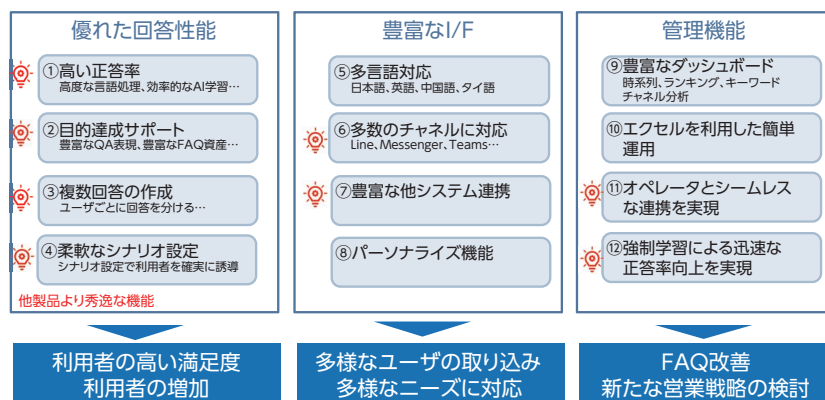 優れた回答性能
①高い正答率
高度な言語処理、効率的なAI学習…
②目的達成サポート
豊富なQA表現、豊富なFAQ資産…
③複数回答の作成
ユーザごとに回答を分ける…
④柔軟なシナリオ設定
シナリオ設定で利用者を確実に誘導
他製品より秀逸な機能
利用者の高い満足度
利用者の増加
豊富なI/F
⑤多言語対応
日本語、英語、中国語、タイ語
⑥多数のチャネルに対応
Line、Messenger、Teams…
⑦豊富な他システム連携
⑧パーソナライズ機能
多様なユーザの取り込み
多様なニーズに対応
管理機能
⑨豊富なダッシュボード
時系列、ランキング、キーワード
チャネル分析
⑩エクセルを利用した簡単
運用
⑪オペレータとシームレス
な連携を実現
⑫強制学習による迅速な
正答率向上を実現
FAQ改善
新たな営業戦略の検討